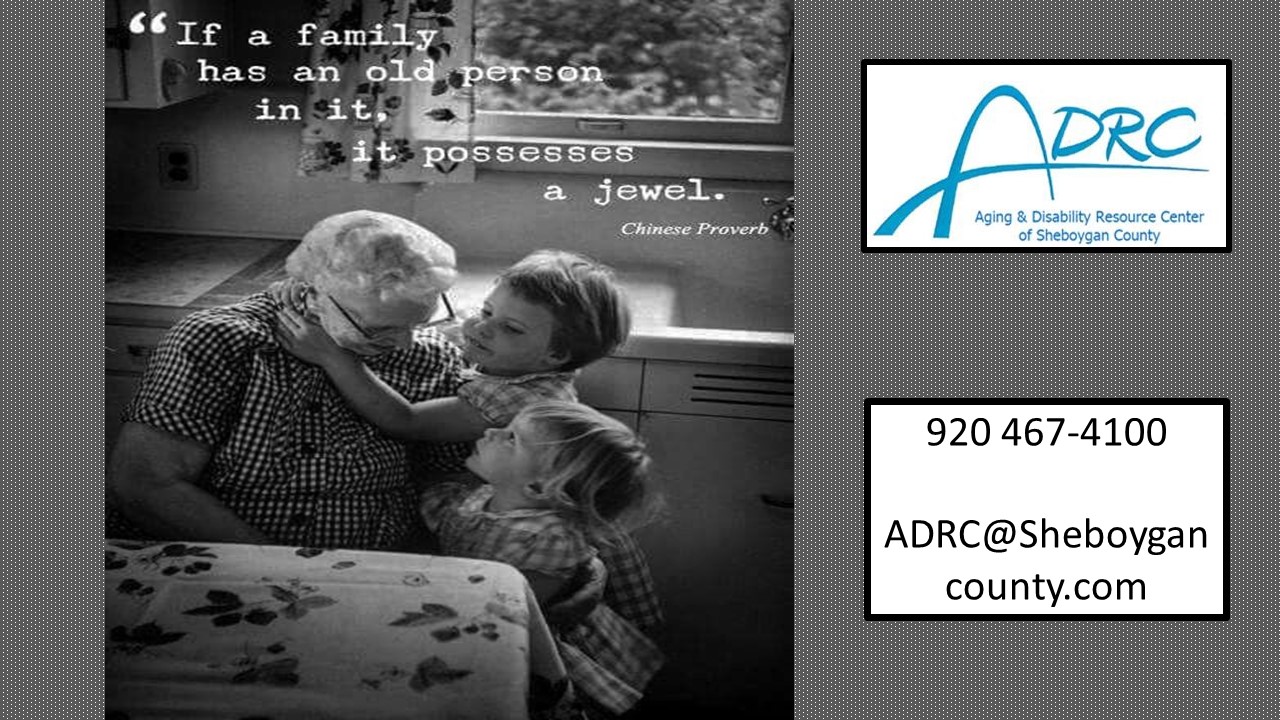 “If a family
has an old person
in it,
it possesses
a jewel.
Chinese Proverb
ADRC
Aging & Disability Resource Center
of Sheboygan County
920 467-4100
ADRC@Sheboygan
county.com